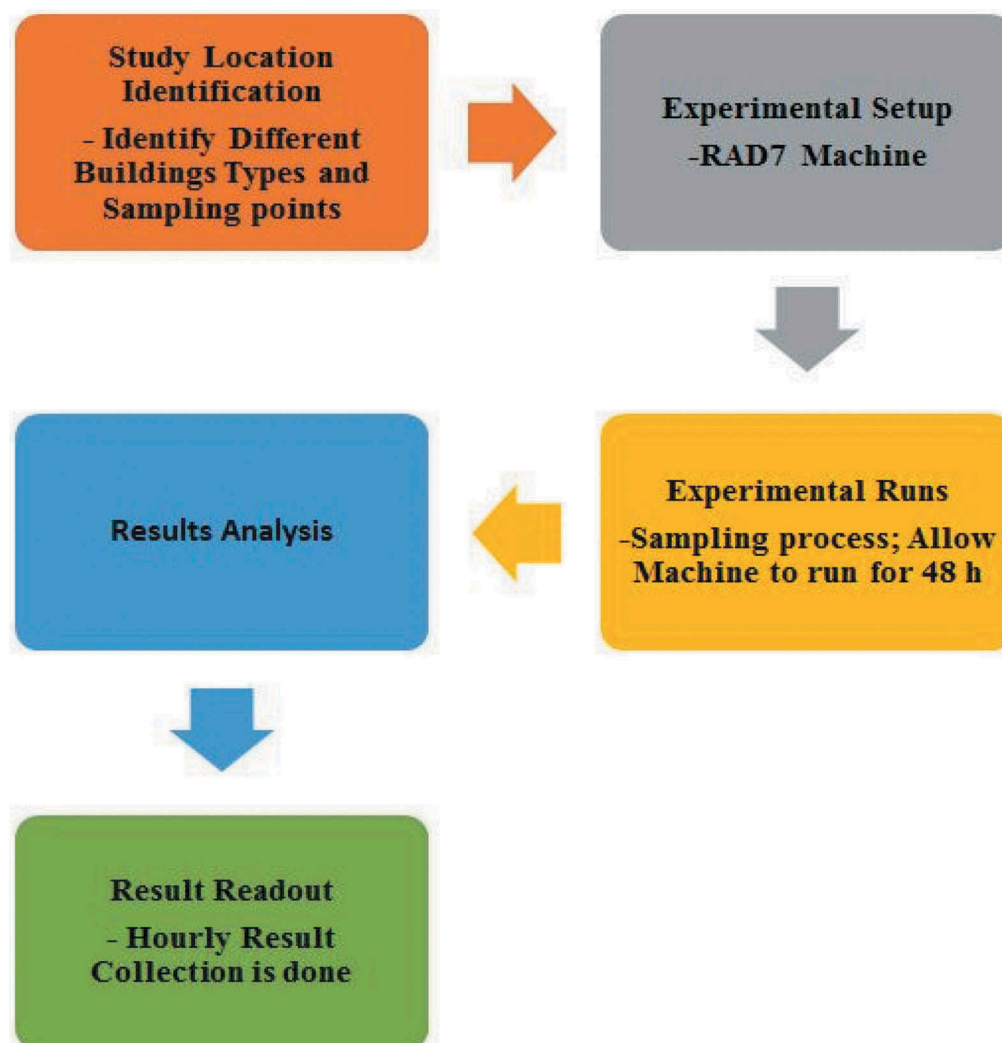 Study Location
Identification
- Identify Different
Buildings Types and
Sampling points
Experimental Setup
-RAD7 Machine
Experimental Runs
-Sampling process; Allow
Machine to run for 48 h
Results Analysis
Result Readout
- Hourly Result
Collection is done